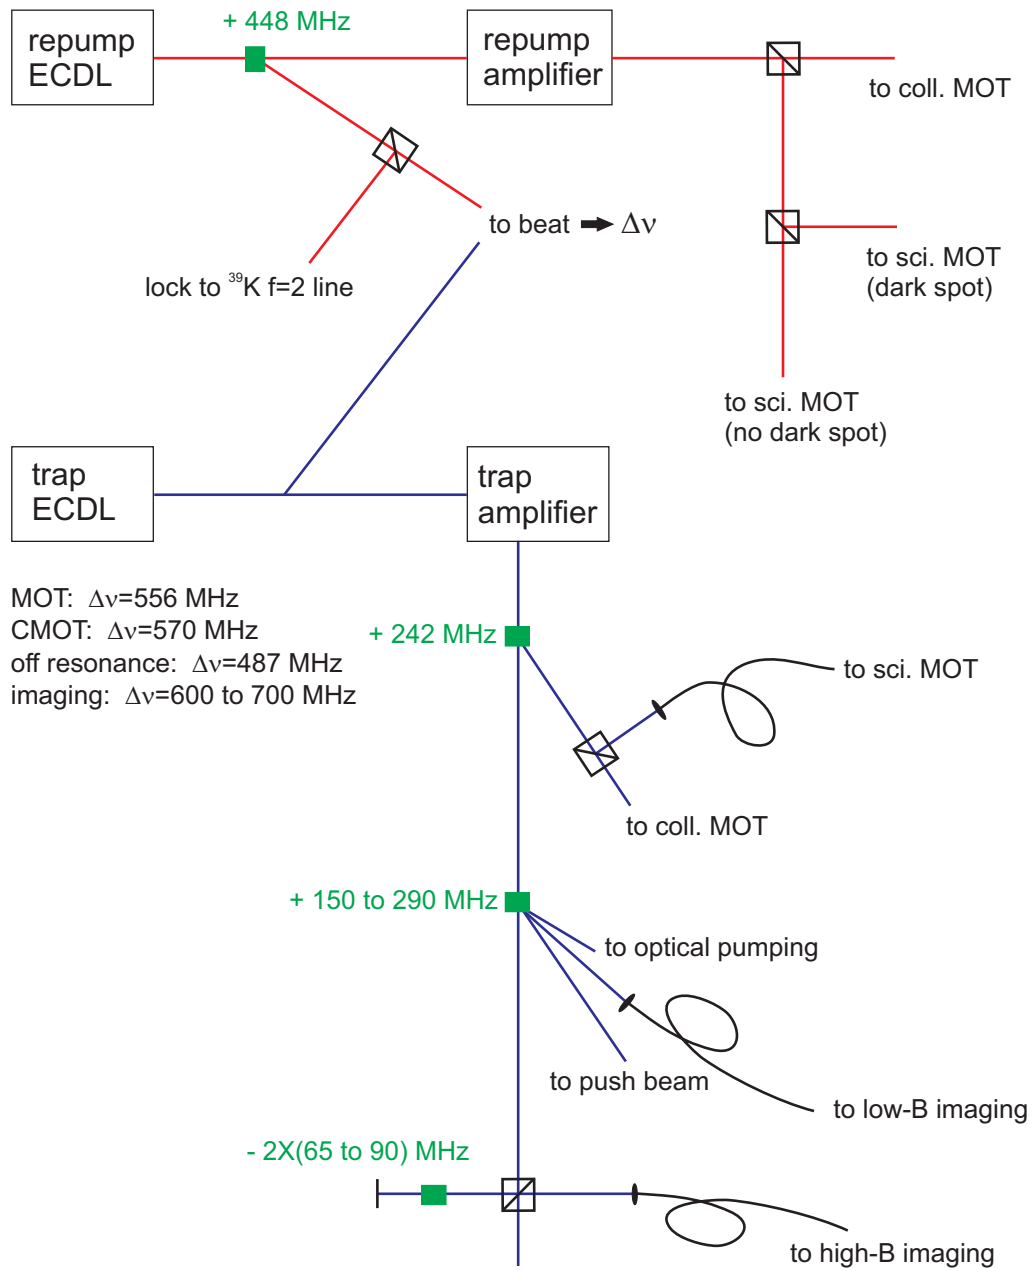 + 448 MHz
repump
ECDL
repump
amplifier
to coll. MOT
to beat ➡ Δν
lock to ³⁹K f=2 line
to sci. MOT
(dark spot)
to sci. MOT
(no dark spot)
trap
ECDL
trap
amplifier
MOT: Δν=556 MHz
CMOT: Δν=570 MHz
off resonance: Δν=487 MHz
imaging: Δν=600 to 700 MHz
+ 242 MHz
to sci. MOT
to coll. MOT
+ 150 to 290 MHz
to optical pumping
to push beam
to low-B imaging
- 2X(65 to 90) MHz
to high-B imaging